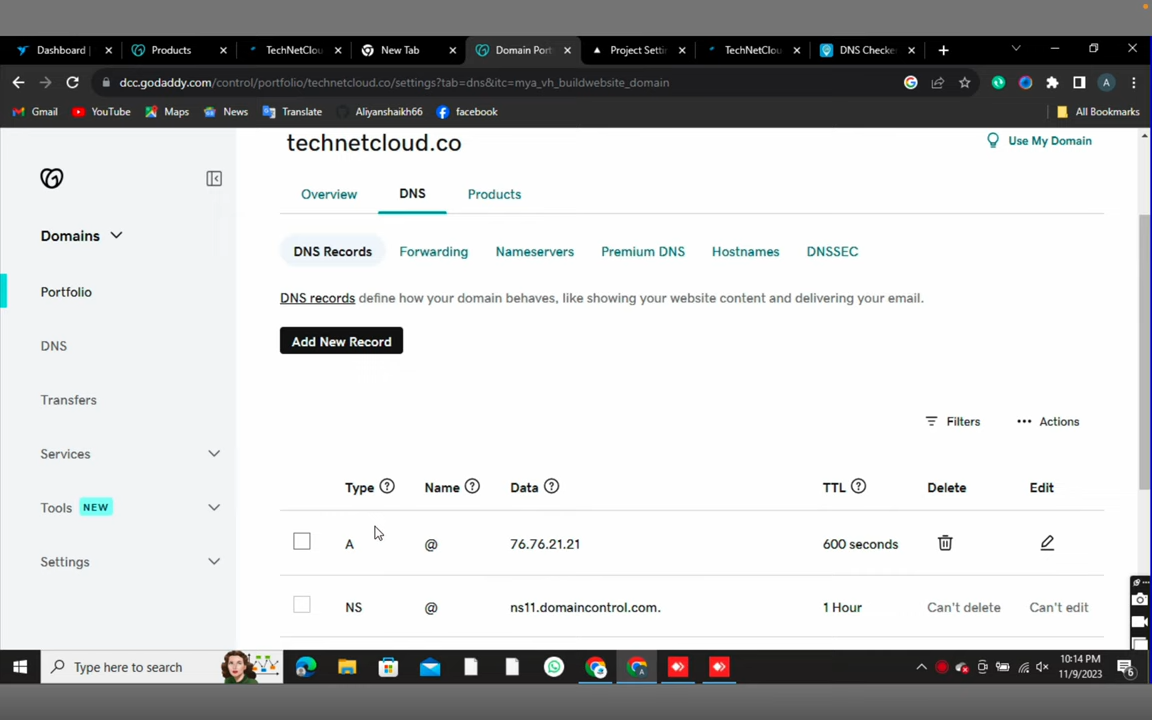 Dashboard
Products
TechNetClou
New Tab
Domain Port
Project Settin
TechNetClou
DNS Checke
dcc.godaddy.com/control/portfolio/technetcloud.co/settings?tab=dns&itc=mya_vh_buildwebsite_domain
A
Gmail
YouTube
Maps
News
Translate
Aliyanshaikh66
facebook
All Bookmarks
technetcloud.co
Use My Domain
Overview
DNS
Products
Domains
DNS Records
Forwarding
Nameservers
Premium DNS
Hostnames
DNSSEC
Portfolio
DNS records define how your domain behaves, like showing your website content and delivering your email.
Add New Record
DNS
Transfers
Filters
Actions
Services
Type ? Name ? Data ? TTL ? Delete Edit
Tools NEW
A @ 76.76.21.21 600 seconds
Settings
NS @ ns11.domaincontrol.com. 1 Hour Can't delete Can't edit
Type here to search
10:14 PM
11/9/2023
6